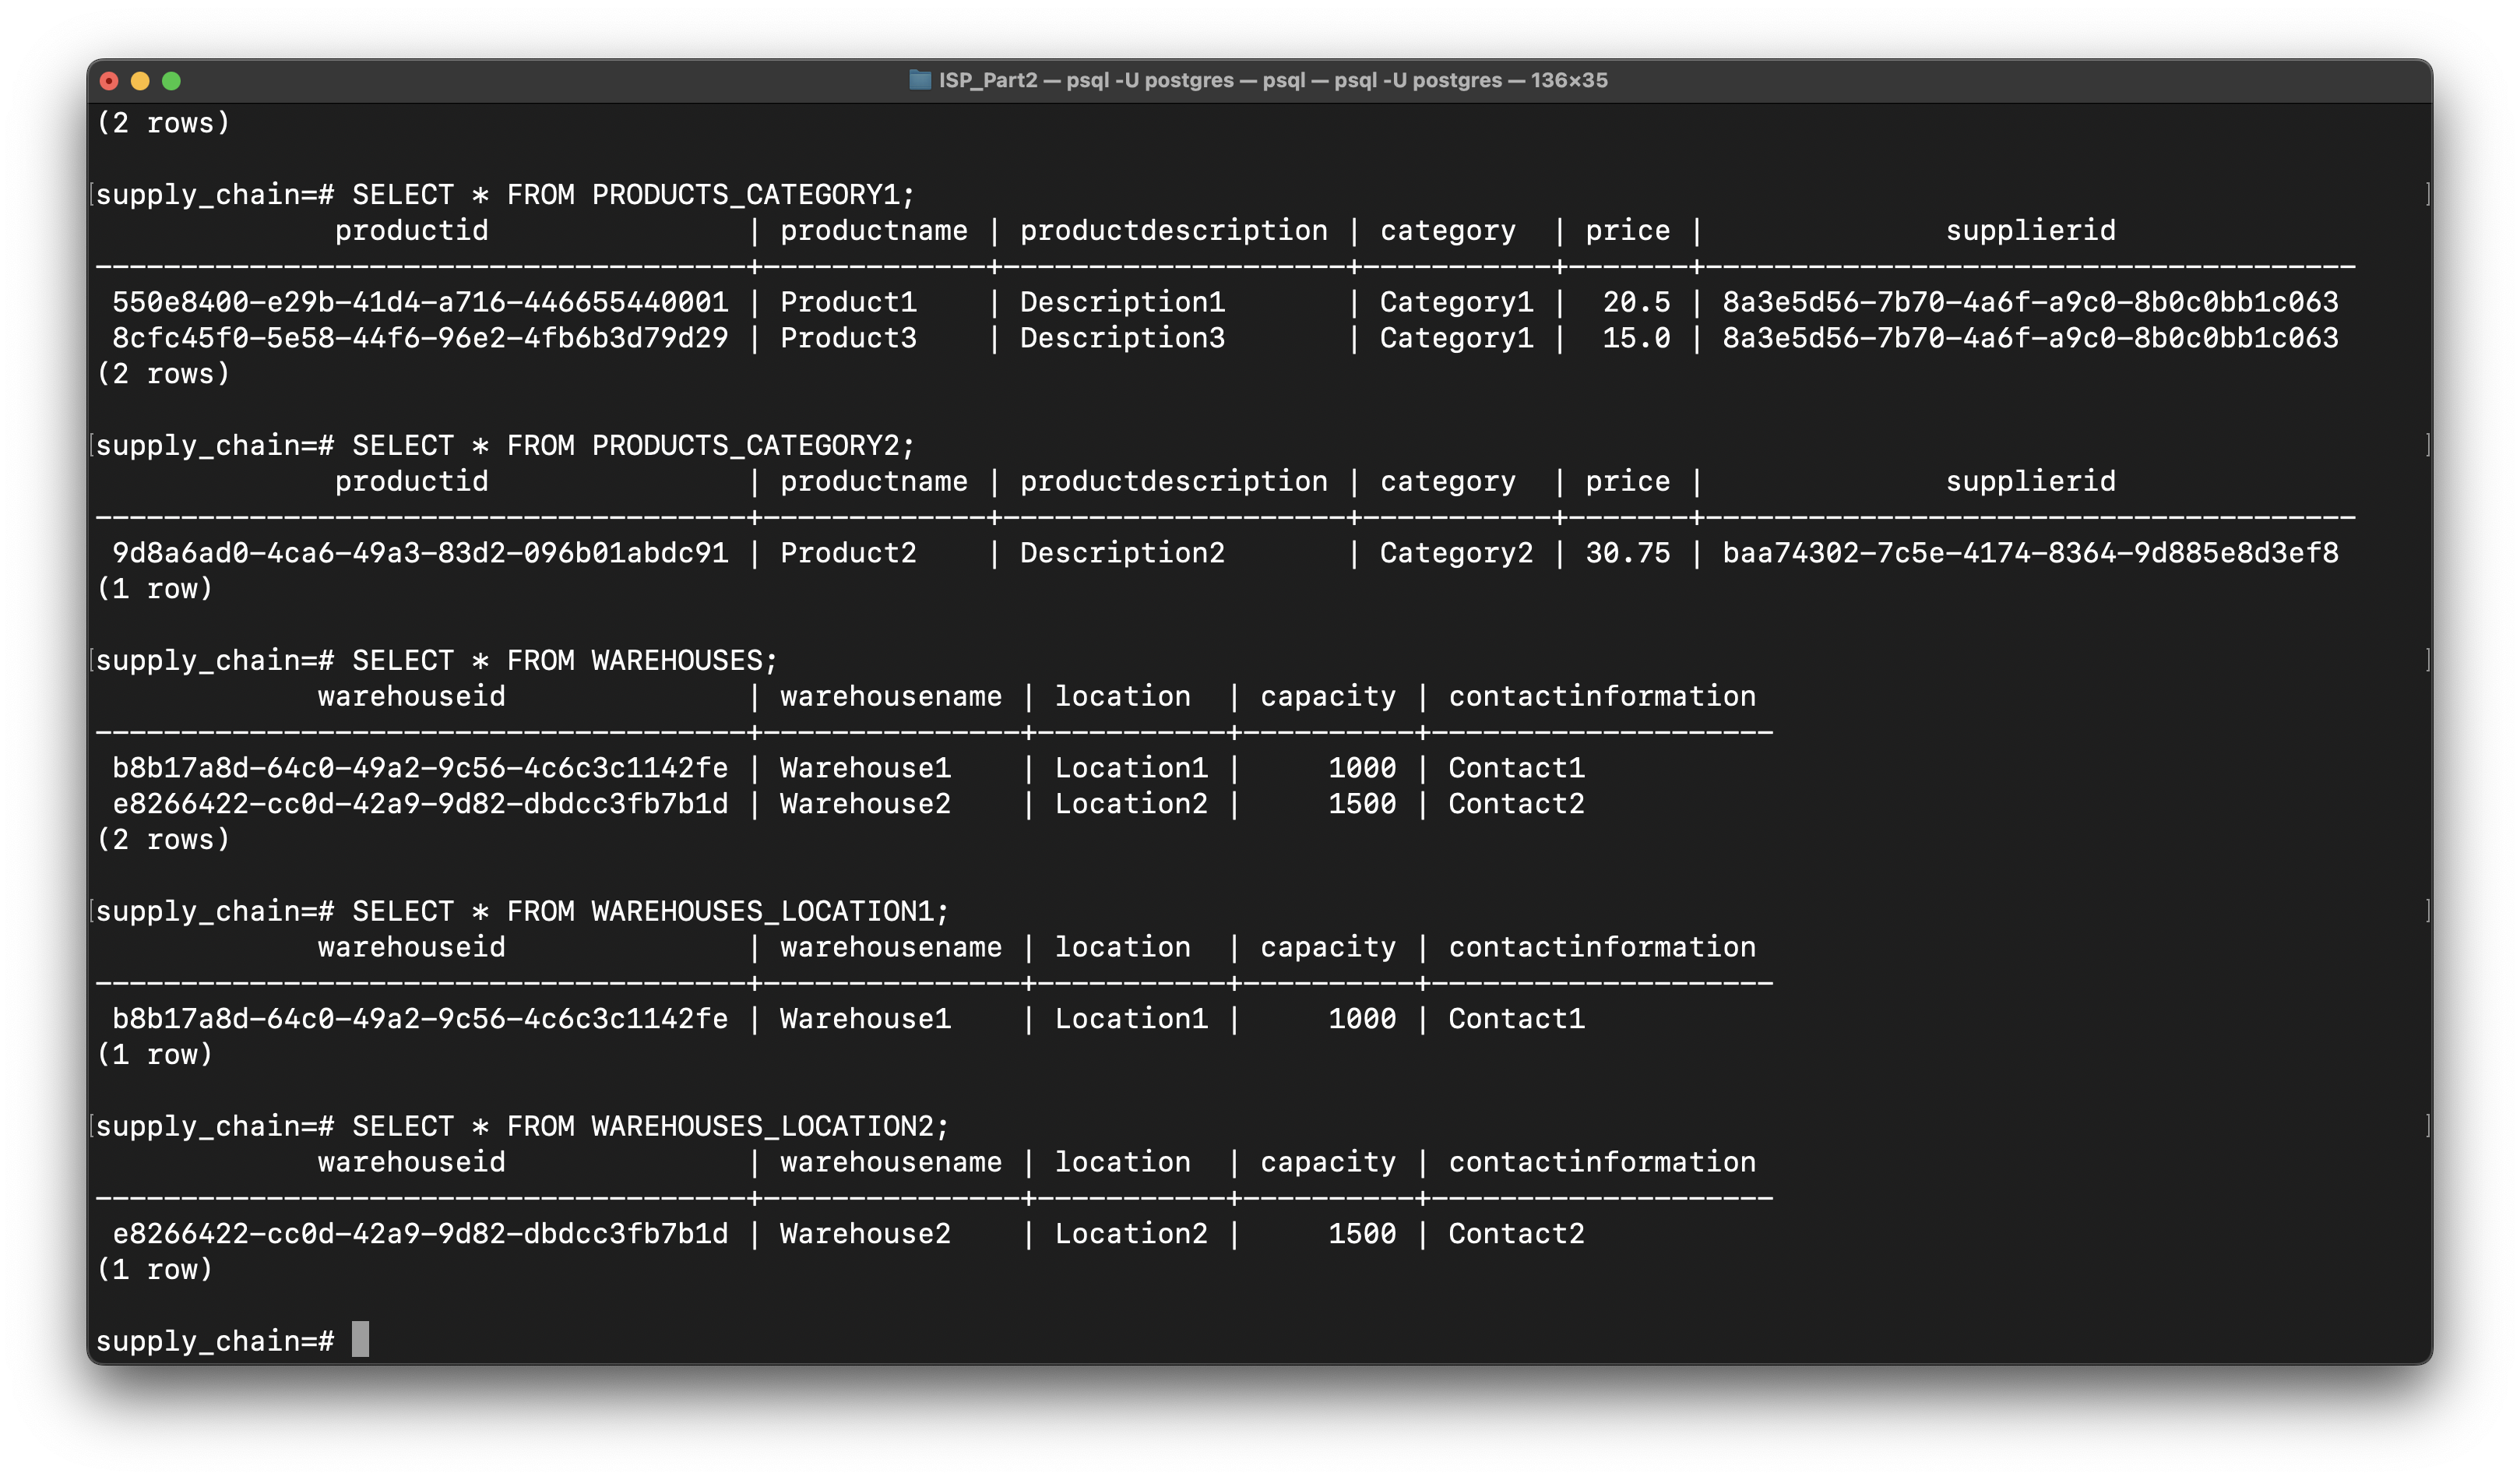 ISP_Part2 — psql -U postgres — psql — psql -U postgres — 136×35
(2 rows)
supply_chain=# SELECT * FROM PRODUCTS_CATEGORY1;
productid | productname | productdescription | category | price | supplierid
--------------------------------------+-------------+--------------------+-----------+-------+--------------------------------------
550e8400-e29b-41d4-a716-446655440001 | Product1 | Description1 | Category1 | 20.5 | 8a3e5d56-7b70-4a6f-a9c0-8b0c0bb1c063
8cfc45f0-5e58-44f6-96e2-4fb6b3d79d29 | Product3 | Description3 | Category1 | 15.0 | 8a3e5d56-7b70-4a6f-a9c0-8b0c0bb1c063
(2 rows)
supply_chain=# SELECT * FROM PRODUCTS_CATEGORY2;
productid | productname | productdescription | category | price | supplierid
--------------------------------------+-------------+--------------------+-----------+-------+--------------------------------------
9d8a6ad0-4ca6-49a3-83d2-096b01abdc91 | Product2 | Description2 | Category2 | 30.75 | baa74302-7c5e-4174-8364-9d885e8d3ef8
(1 row)
supply_chain=# SELECT * FROM WAREHOUSES;
warehouseid | warehousename | location | capacity | contactinformation
--------------------------------------+---------------+-----------+----------+--------------------
b8b17a8d-64c0-49a2-9c56-4c6c3c1142fe | Warehouse1 | Location1 | 1000 | Contact1
e8266422-cc0d-42a9-9d82-dbdcc3fb7b1d | Warehouse2 | Location2 | 1500 | Contact2
(2 rows)
supply_chain=# SELECT * FROM WAREHOUSES_LOCATION1;
warehouseid | warehousename | location | capacity | contactinformation
--------------------------------------+---------------+-----------+----------+--------------------
b8b17a8d-64c0-49a2-9c56-4c6c3c1142fe | Warehouse1 | Location1 | 1000 | Contact1
(1 row)
supply_chain=# SELECT * FROM WAREHOUSES_LOCATION2;
warehouseid | warehousename | location | capacity | contactinformation
--------------------------------------+---------------+-----------+----------+--------------------
e8266422-cc0d-42a9-9d82-dbdcc3fb7b1d | Warehouse2 | Location2 | 1500 | Contact2
(1 row)
supply_chain=#